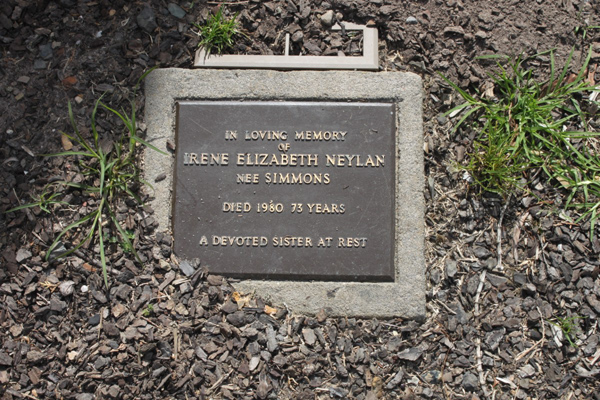 IN LOVING MEMORY
OF
IRENE ELIZABETH NEYLAN
NEE SIMMONS
DIED 1980 73 YEARS
A DEVOTED SISTER AT REST